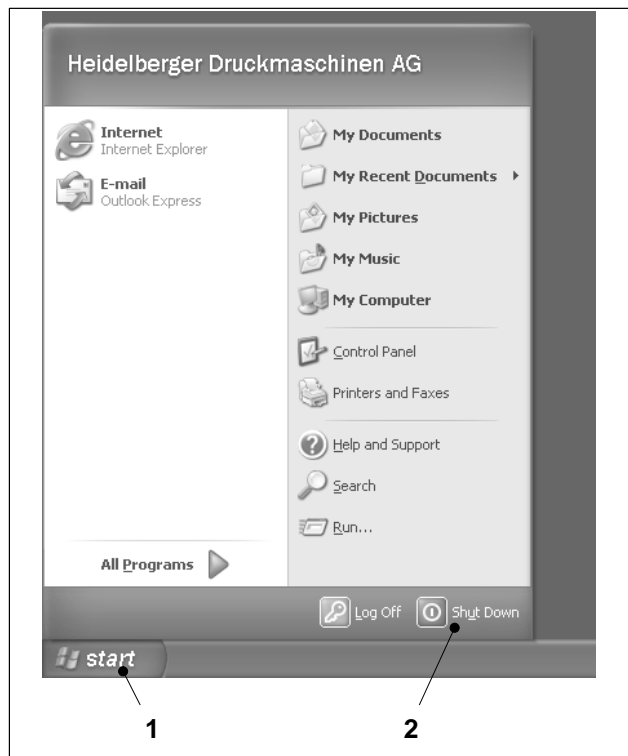 Heidelberger Druckmaschinen AG
Internet
Internet Explorer
E-mail
Outlook Express
All Programs
My Documents
My Recent Documents
My Pictures
My Music
My Computer
Control Panel
Printers and Faxes
Help and Support
Search
Run...
Log Off
Shut Down
start
1
2